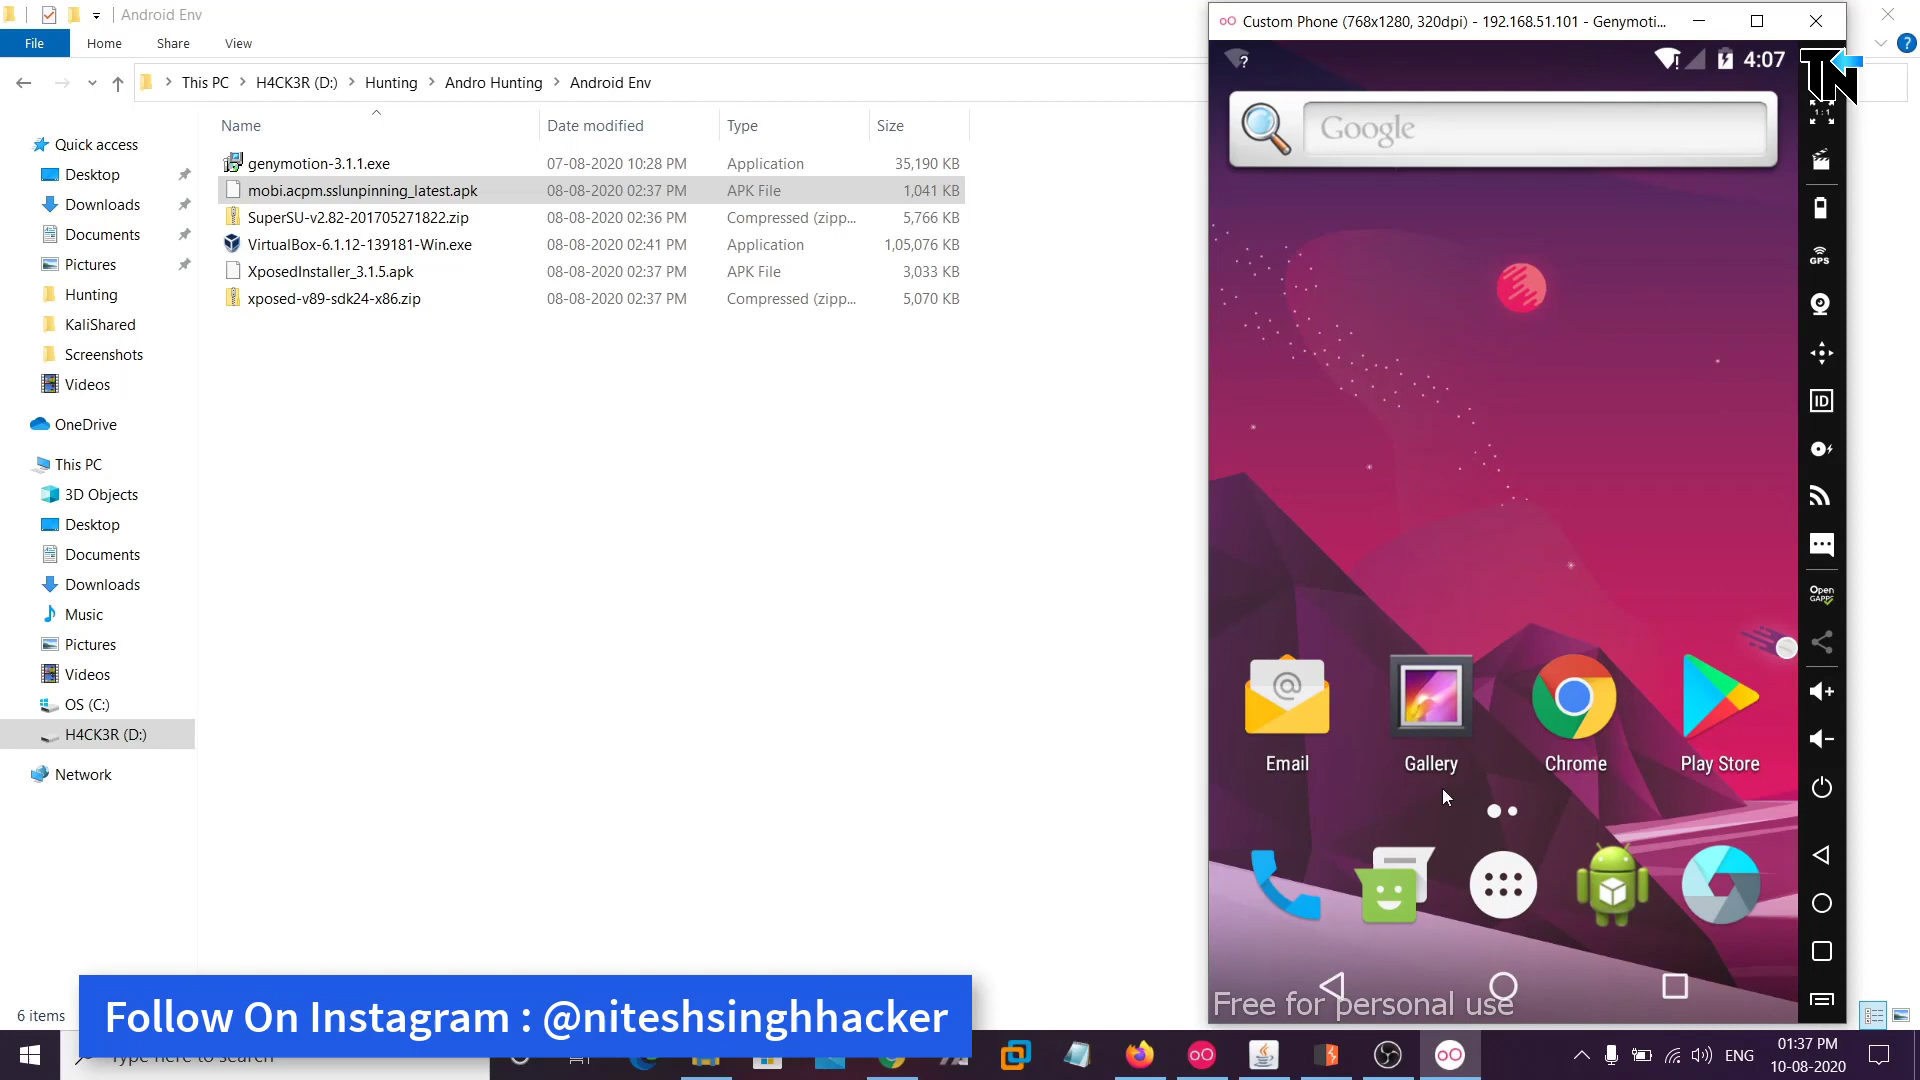 Android Env
File Home Share View
This PC H4CK3R (D:) Hunting Andro Hunting Android Env
Name Date modified Type Size
genymotion-3.1.1.exe 07-08-2020 10:28 PM Application 35,190 KB
mobi.acpm.sslunpinning_latest.apk 08-08-2020 02:37 PM APK File 1,041 KB
SuperSU-v2.82-201705271822.zip 08-08-2020 02:36 PM Compressed (zipp... 5,766 KB
VirtualBox-6.1.12-139181-Win.exe 08-08-2020 02:41 PM Application 1,05,076 KB
XposedInstaller_3.1.5.apk 08-08-2020 02:37 PM APK File 3,033 KB
xposed-v89-sdk24-x86.zip 08-08-2020 02:37 PM Compressed (zipp... 5,070 KB
Quick access
Desktop
Downloads
Documents
Pictures
Hunting
KaliShared
Screenshots
Videos
OneDrive
This PC
3D Objects
Desktop
Documents
Downloads
Music
Pictures
Videos
OS (C:)
H4CK3R (D:)
Network
6 items
Custom Phone (768x1280, 320dpi) - 192.168.51.101 - Genymoti...
4:07
Google
TN
1:1
GPS
ID
Open
GAPPS
Email Gallery Chrome Play Store
Free for personal use
Follow On Instagram : @niteshsinghhacker
Type here to search
ENG
01:37 PM
10-08-2020